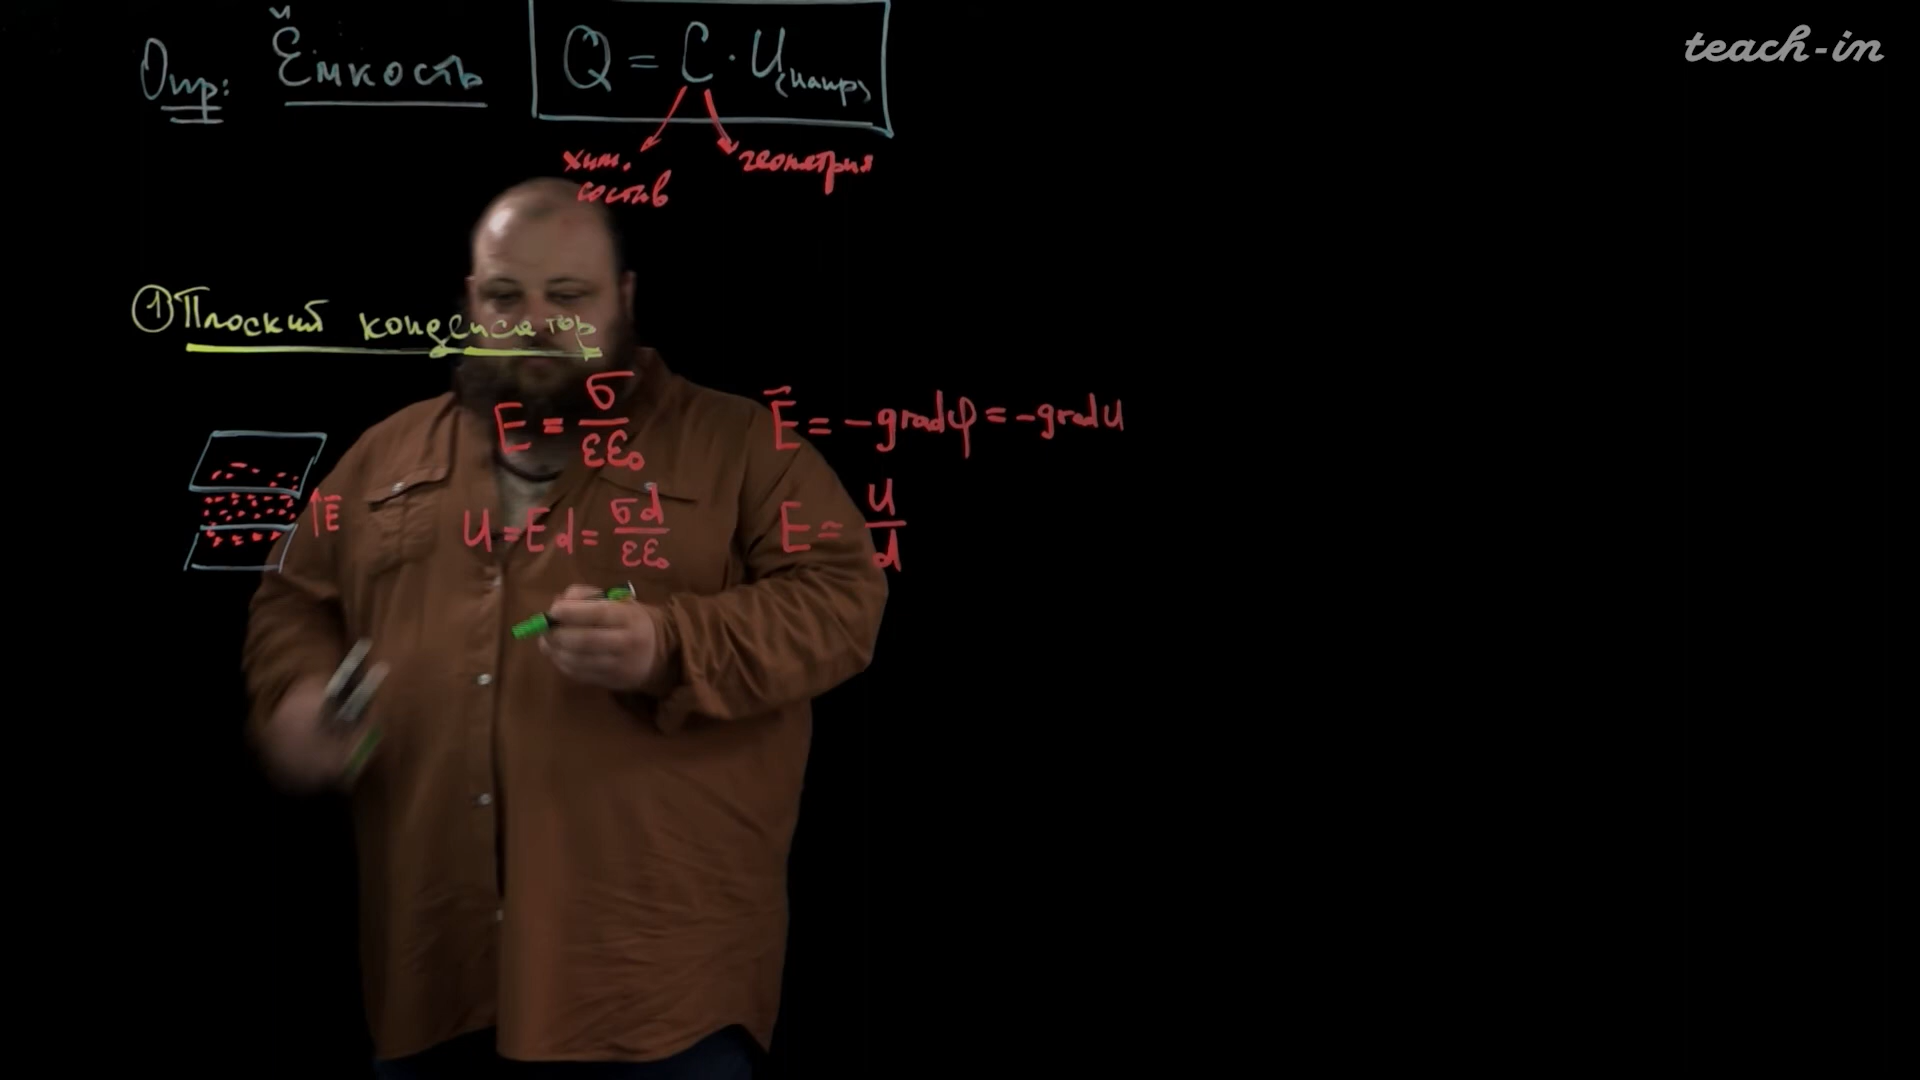 teach-in
Опр: Ёмкость Q = C · U(напр)
хим. состав
геометрия
① Плоский конденсатор
E = σ/εε₀
Ē = -gradφ = -gradU
Ē
U = Ed = σd/εε₀
E = U/d